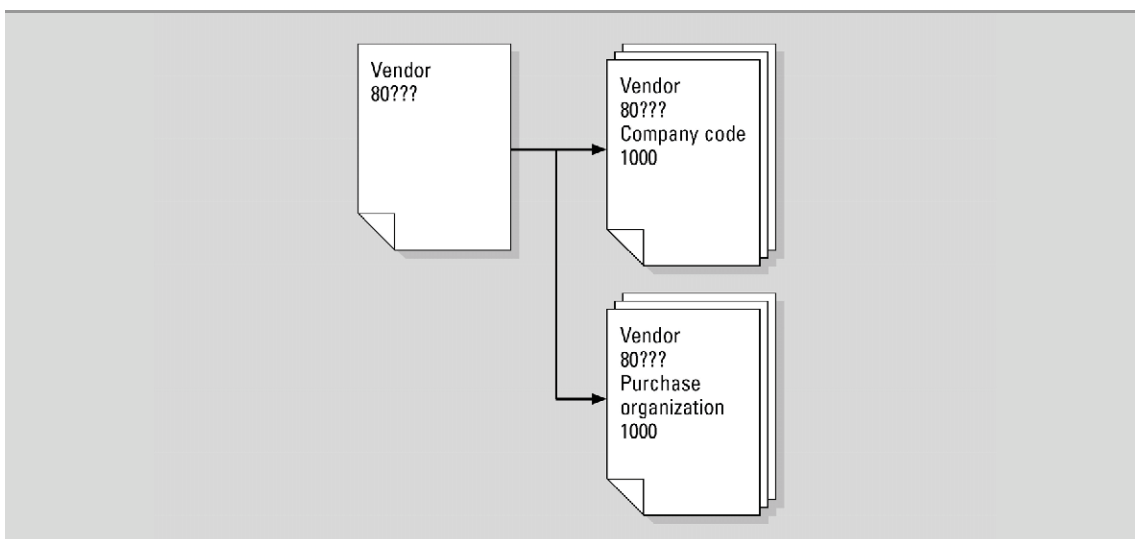 Vendor
80???
Vendor
80???
Company code
1000
Vendor
80???
Purchase
organization
1000